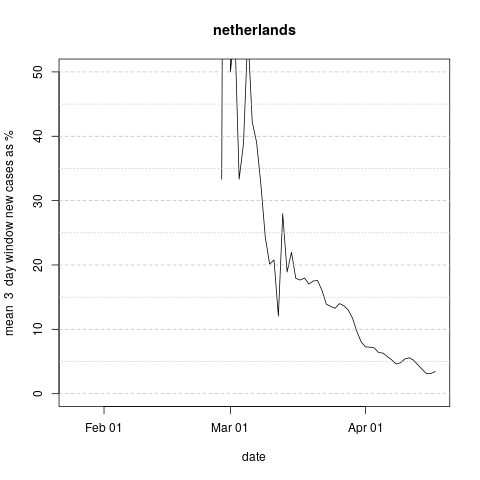 netherlands
mean 3 day window new cases as %
50
40
30
20
10
0
Feb 01
Mar 01
Apr 01
date